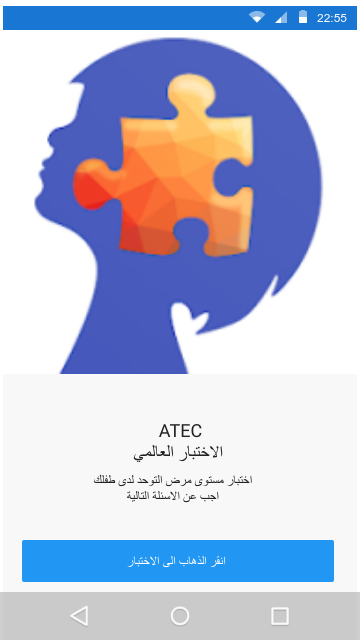 22:55
ATEC
الاختبار العالمي
اختبار مستوى مرض التوحد لدى طفلك
اجب عن الاسئلة التالية
انقر الذهاب الى الاختبار